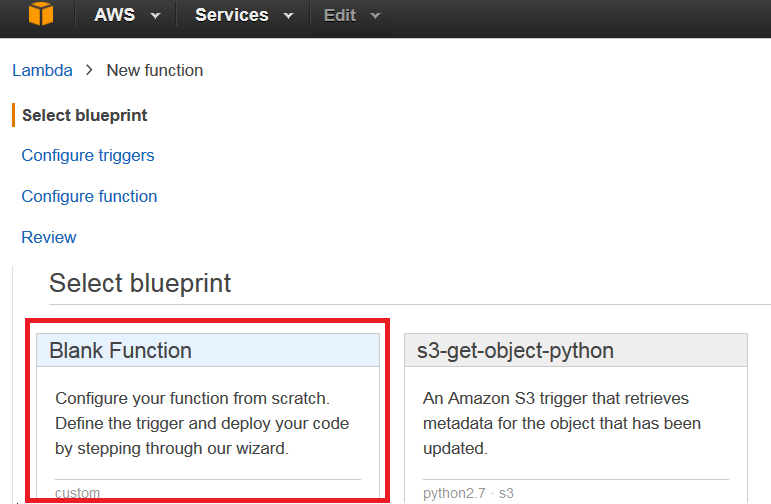 AWS Services Edit
Lambda > New function
Select blueprint
Configure triggers
Configure function
Review
Select blueprint
Blank Function
Configure your function from scratch.
Define the trigger and deploy your code
by stepping through our wizard.
custom
s3-get-object-python
An Amazon S3 trigger that retrieves
metadata for the object that has been
updated.
python2.7 · s3